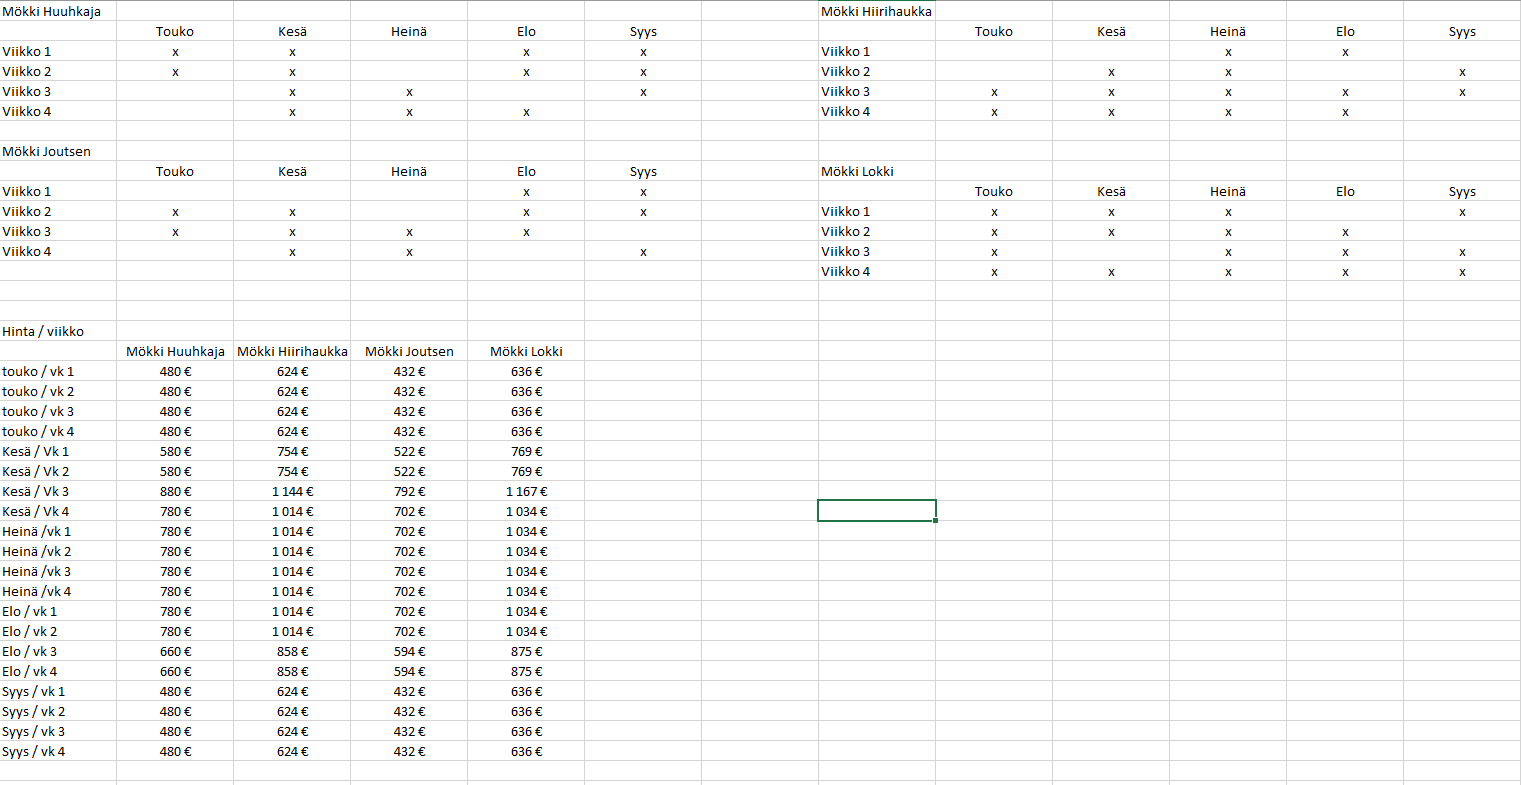 Mökki Huuhkaja Mökki Hiirihaukka
Touko Kesä Heinä Elo Syys Touko Kesä Heinä Elo Syys
Viikko 1 x x x x Viikko 1 x x
Viikko 2 x x x x Viikko 2 x x x
Viikko 3 x x x Viikko 3 x x x x x
Viikko 4 x x x Viikko 4 x x x x
Mökki Joutsen
Touko Kesä Heinä Elo Syys Mökki Lokki
Viikko 1 x x Touko Kesä Heinä Elo Syys
Viikko 2 x x x x Viikko 1 x x x x
Viikko 3 x x x x Viikko 2 x x x x
Viikko 4 x x x Viikko 3 x x x x
Viikko 4 x x x x x
Hinta / viikko
Mökki Huuhkaja Mökki Hiirihaukka Mökki Joutsen Mökki Lokki
touko / vk 1 480 € 624 € 432 € 636 €
touko / vk 2 480 € 624 € 432 € 636 €
touko / vk 3 480 € 624 € 432 € 636 €
touko / vk 4 480 € 624 € 432 € 636 €
Kesä / Vk 1 580 € 754 € 522 € 769 €
Kesä / Vk 2 580 € 754 € 522 € 769 €
Kesä / Vk 3 880 € 1 144 € 792 € 1 167 €
Kesä / Vk 4 780 € 1 014 € 702 € 1 034 €
Heinä /vk 1 780 € 1 014 € 702 € 1 034 €
Heinä /vk 2 780 € 1 014 € 702 € 1 034 €
Heinä /vk 3 780 € 1 014 € 702 € 1 034 €
Heinä /vk 4 780 € 1 014 € 702 € 1 034 €
Elo / vk 1 780 € 1 014 € 702 € 1 034 €
Elo / vk 2 780 € 1 014 € 702 € 1 034 €
Elo / vk 3 660 € 858 € 594 € 875 €
Elo / vk 4 660 € 858 € 594 € 875 €
Syys / vk 1 480 € 624 € 432 € 636 €
Syys / vk 2 480 € 624 € 432 € 636 €
Syys / vk 3 480 € 624 € 432 € 636 €
Syys / vk 4 480 € 624 € 432 € 636 €